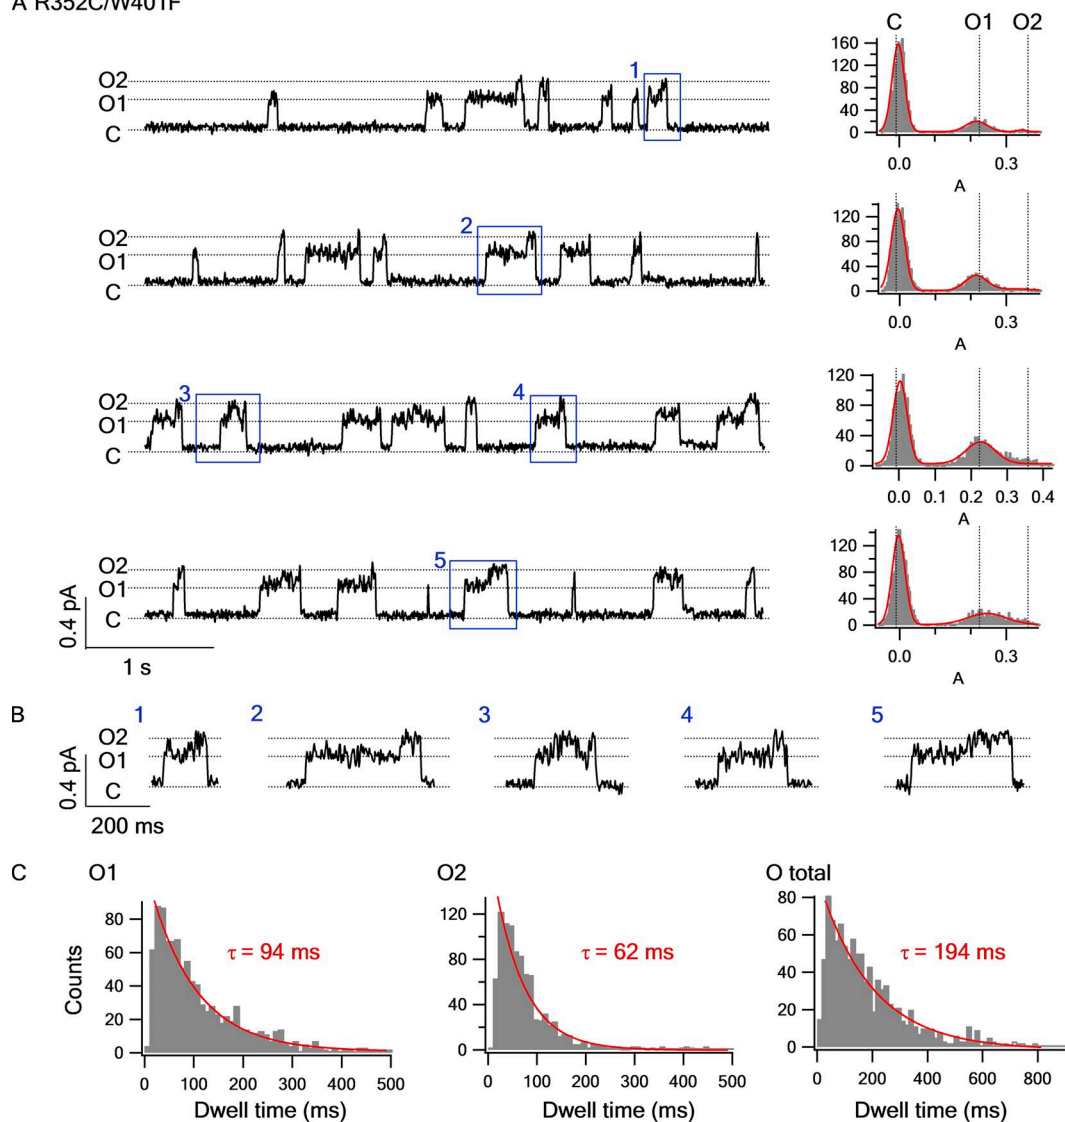 A R352C/W401F
C O1 O2
O2
O1
C
1
160
120
80
40
0
0.0 0.3
A
2
O2
O1
C
120
80
40
0
0.0 0.3
A
3 4
O2
O1
C
120
80
40
0
0.0 0.1 0.2 0.3 0.4
A
5
O2
O1
C
0.4 pA
1 s
120
80
40
0
0.0 0.3
A
B
1 2 3 4 5
O2
O1
C
0.4 pA
200 ms
C O1 O2 O total
Counts
80
60
40
20
0
τ = 94 ms
0 100 200 300 400 500
Dwell time (ms)
120
80
40
0
τ = 62 ms
0 100 200 300 400 500
Dwell time (ms)
80
60
40
20
0
τ = 194 ms
0 200 400 600 800
Dwell time (ms)